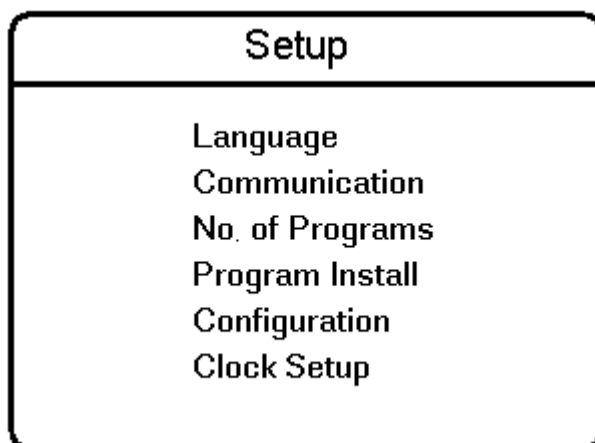 Setup
Language
Communication
No. of Programs
Program Install
Configuration
Clock Setup